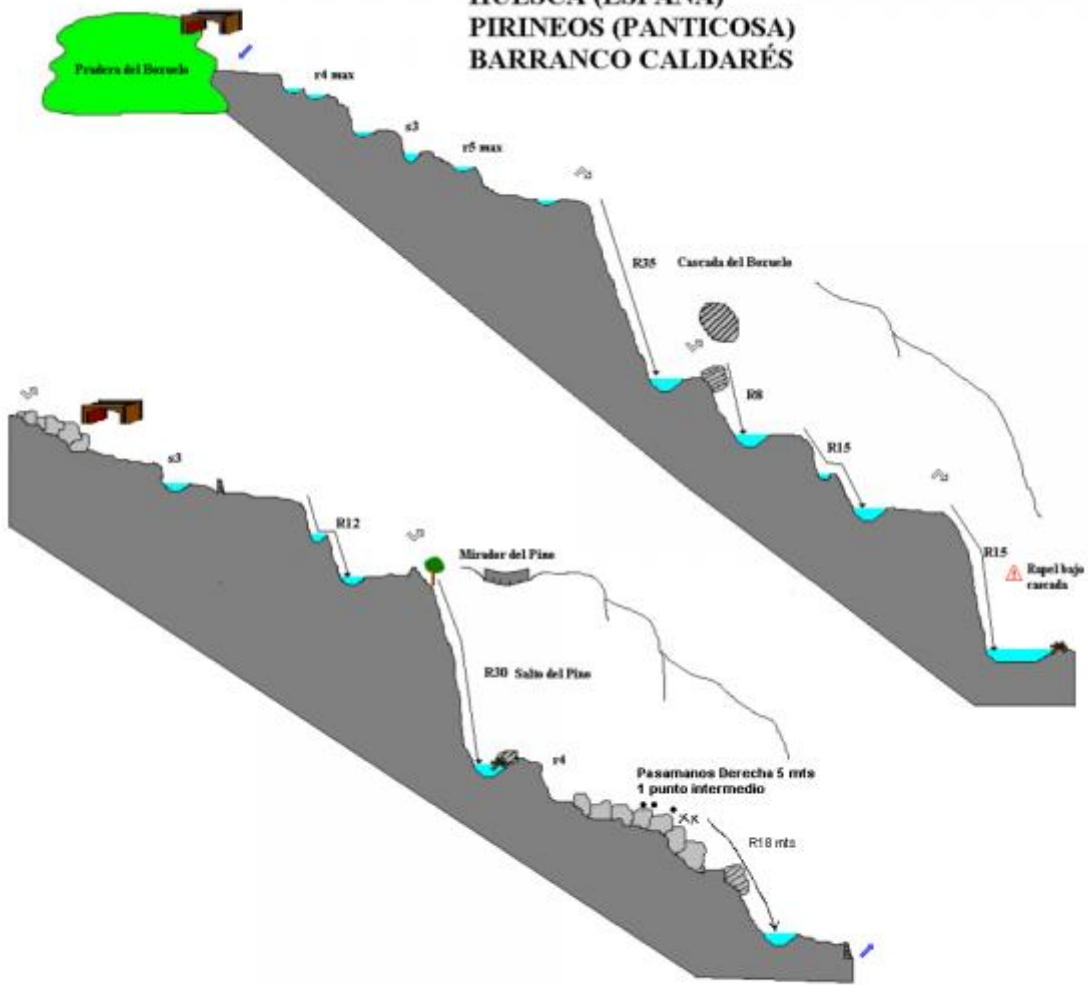 HUESCA (ESPAÑA)
PIRINEOS (PANTICOSA)
BARRANCO CALDARÉS
Pradera del Bozuelo
r4 max
s3
r5 max
R35
Cascada del Bozuelo
R8
R15
R15
Rapel bajo
cascada
s3
R12
Mirador del Pino
R30 Salto del Pino
r4
Pasamanos Derecha 5 mts
1 punto intermedio
R18 mts